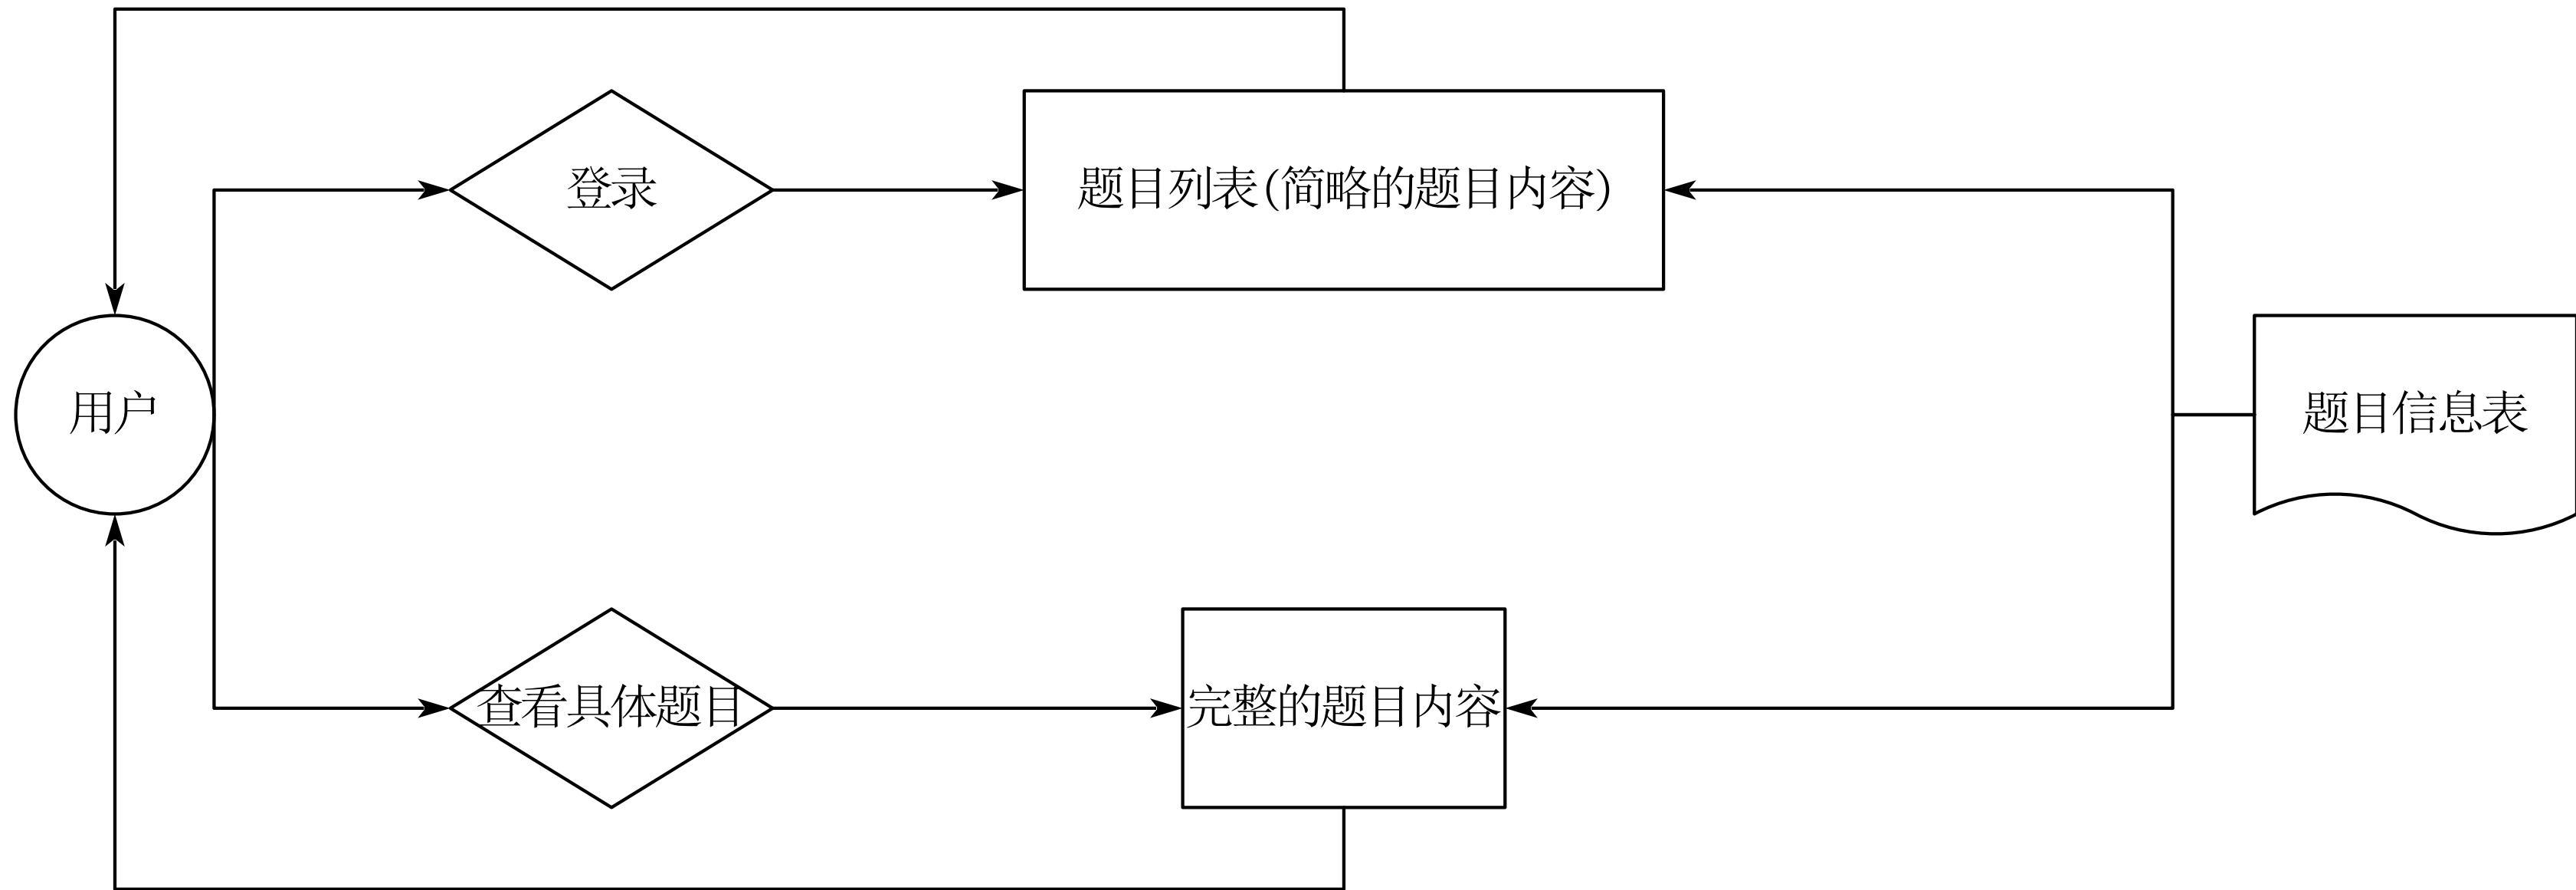 登录
题目列表(简略的题目内容)
用户
题目信息表
查看具体题目
完整的题目内容